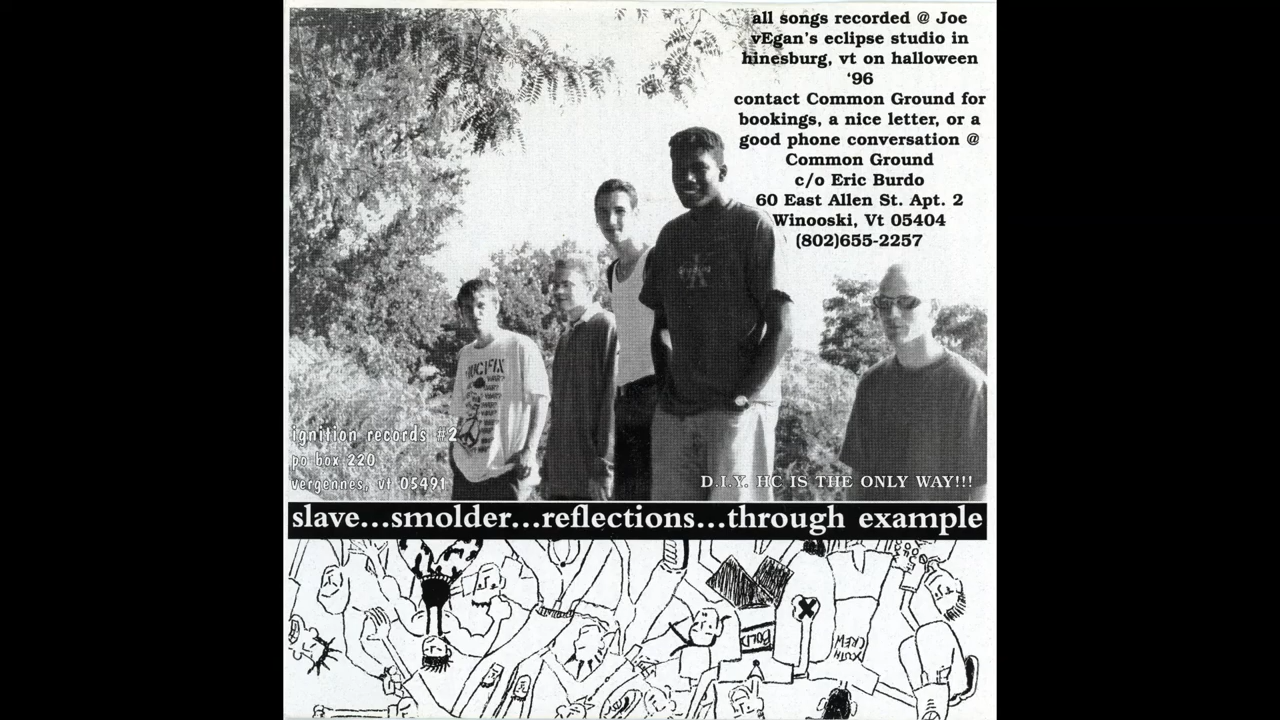 all songs recorded @ Joe
vEgan's eclipse studio in
hinesburg, vt on halloween
'96
contact Common Ground for
bookings, a nice letter, or a
good phone conversation @
Common Ground
c/o Eric Burdo
60 East Allen St. Apt. 2
Winooski, Vt 05404
(802)655-2257
ignition records #2
po box 220
vergennes, vt 05491
D.I.Y. HC IS THE ONLY WAY!!!
slave...smolder...reflections...through example
BOLD
YOUTH
CREW